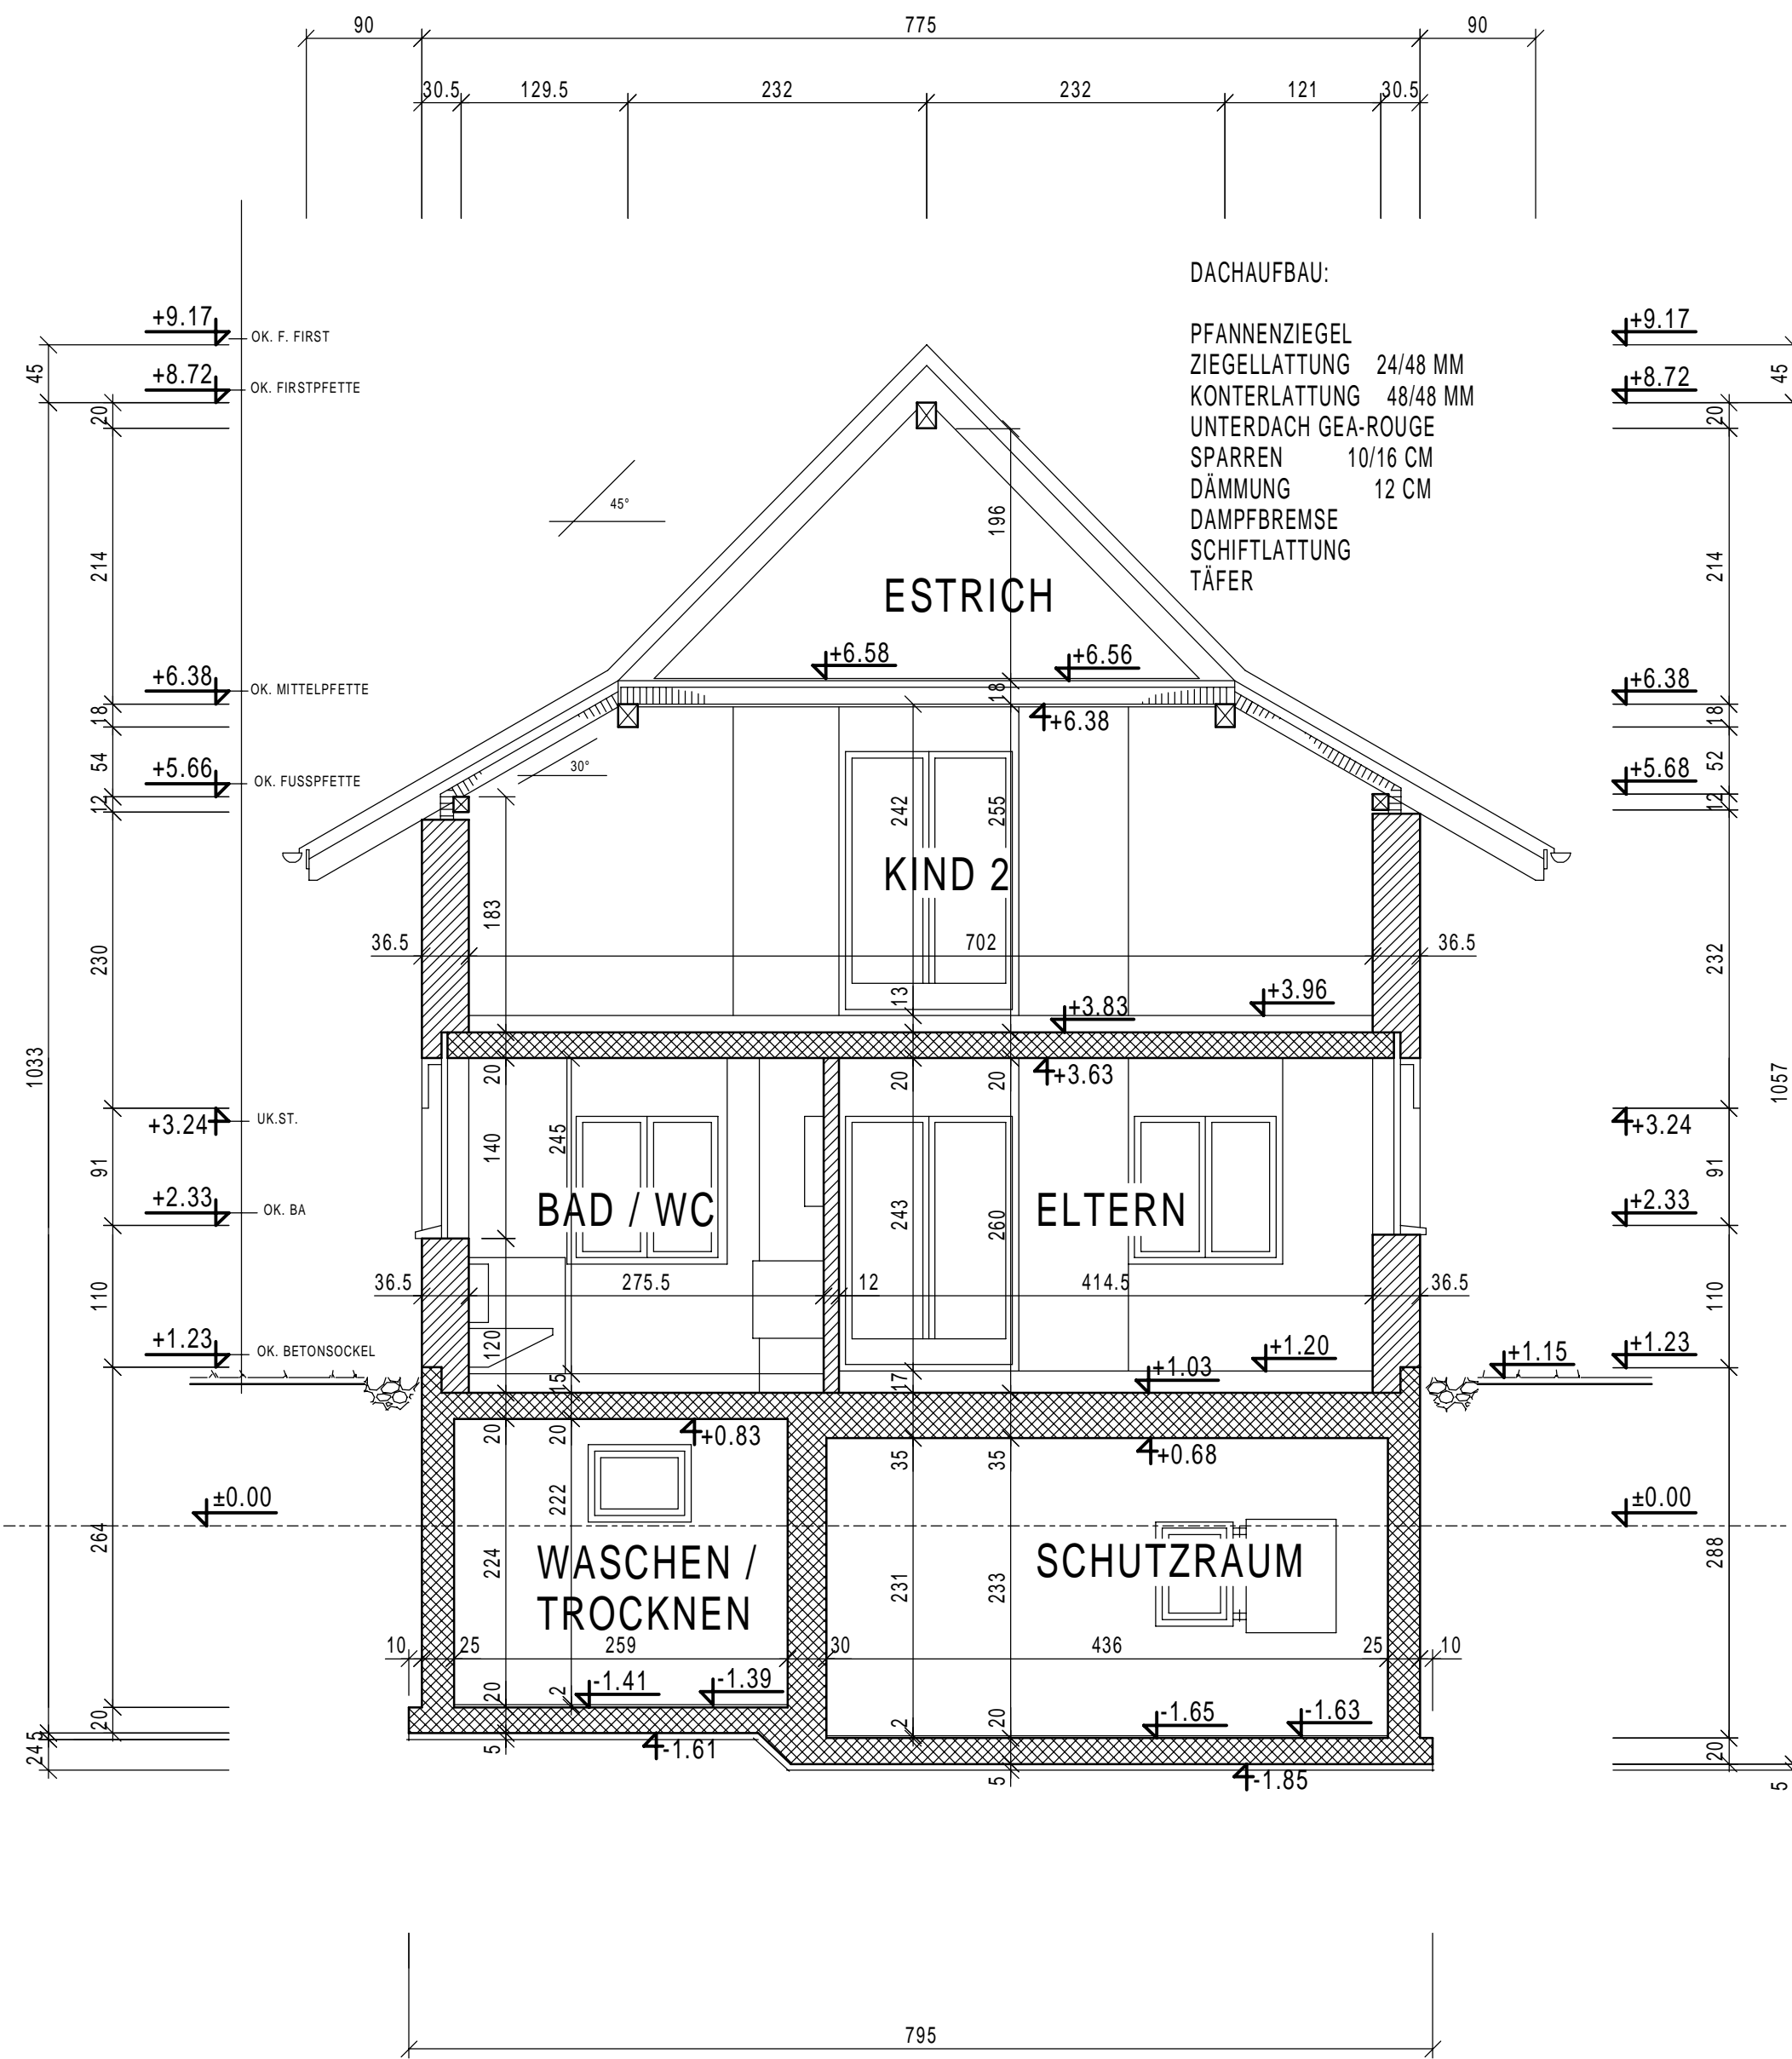 90 775 90
30.5 129.5 232 232 121 30.5
DACHAUFBAU:
PFANNENZIEGEL
ZIEGELLATTUNG 24/48 MM
KONTERLATTUNG 48/48 MM
UNTERDACH GEA-ROUGE
SPARREN 10/16 CM
DÄMMUNG 12 CM
DAMPFBREMSE
SCHIFTLATTUNG
TÄFER
+9.17 OK. F. FIRST
+8.72 OK. FIRSTPFETTE
+6.38 OK. MITTELPFETTE
+5.66 OK. FUSSPFETTE
+3.24 UK.ST.
+2.33 OK. BA
+1.23 OK. BETONSOCKEL
±0.00
45
1033
5
24
20
214
18
54
12
230
91
110
264
20
45°
30°
196
ESTRICH
+6.58 +6.56
18
+6.38
242 255
KIND 2
183
36.5 702 36.5
13
+3.83 +3.96
20 20 20
+3.63
140 245 243 260
BAD / WC ELTERN
36.5 275.5 12 414.5 36.5
120
+1.20
+1.03
+1.15
15 17
20 20 35 35
+0.83 +0.68
222
224 231 233
WASCHEN /
TROCKNEN
SCHUTZRAUM
10 25 259 30 436 25 10
-1.41 -1.39
20 2 2 20
-1.65 -1.63
5 -1.61
5 -1.85
+9.17
+8.72
+6.38
+5.68
+3.24
+2.33
+1.23
±0.00
20
214
18
52
12
232
91
110
288
20
45
1057
5
795